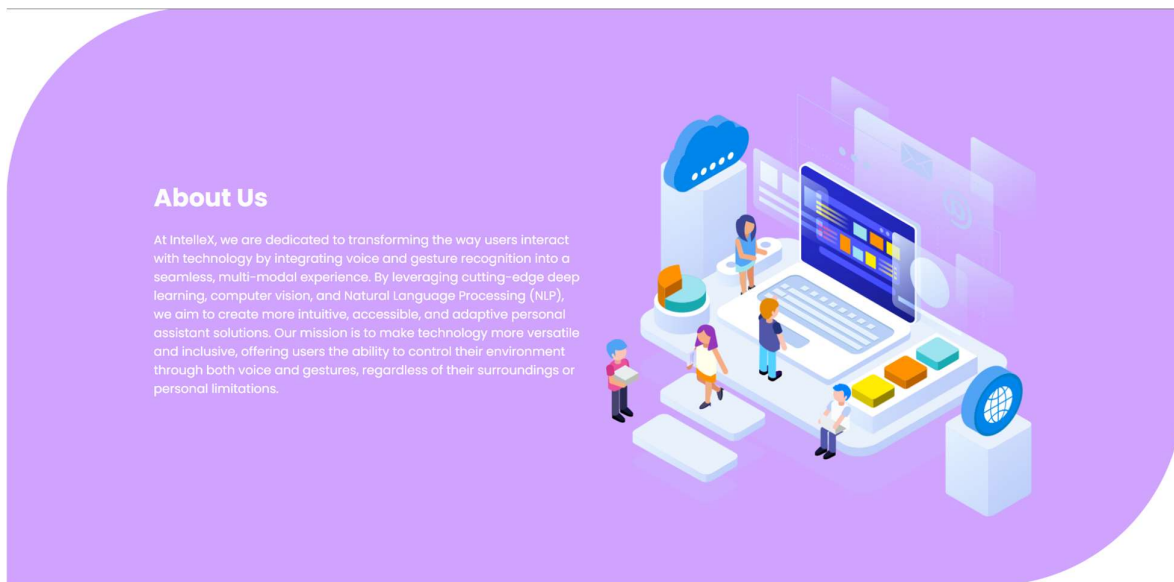 About Us
At IntelleX, we are dedicated to transforming the way users interact
with technology by integrating voice and gesture recognition into a
seamless, multi-modal experience. By leveraging cutting-edge deep
learning, computer vision, and Natural Language Processing (NLP),
we aim to create more intuitive, accessible, and adaptive personal
assistant solutions. Our mission is to make technology more versatile
and inclusive, offering users the ability to control their environment
through both voice and gestures, regardless of their surroundings or
personal limitations.